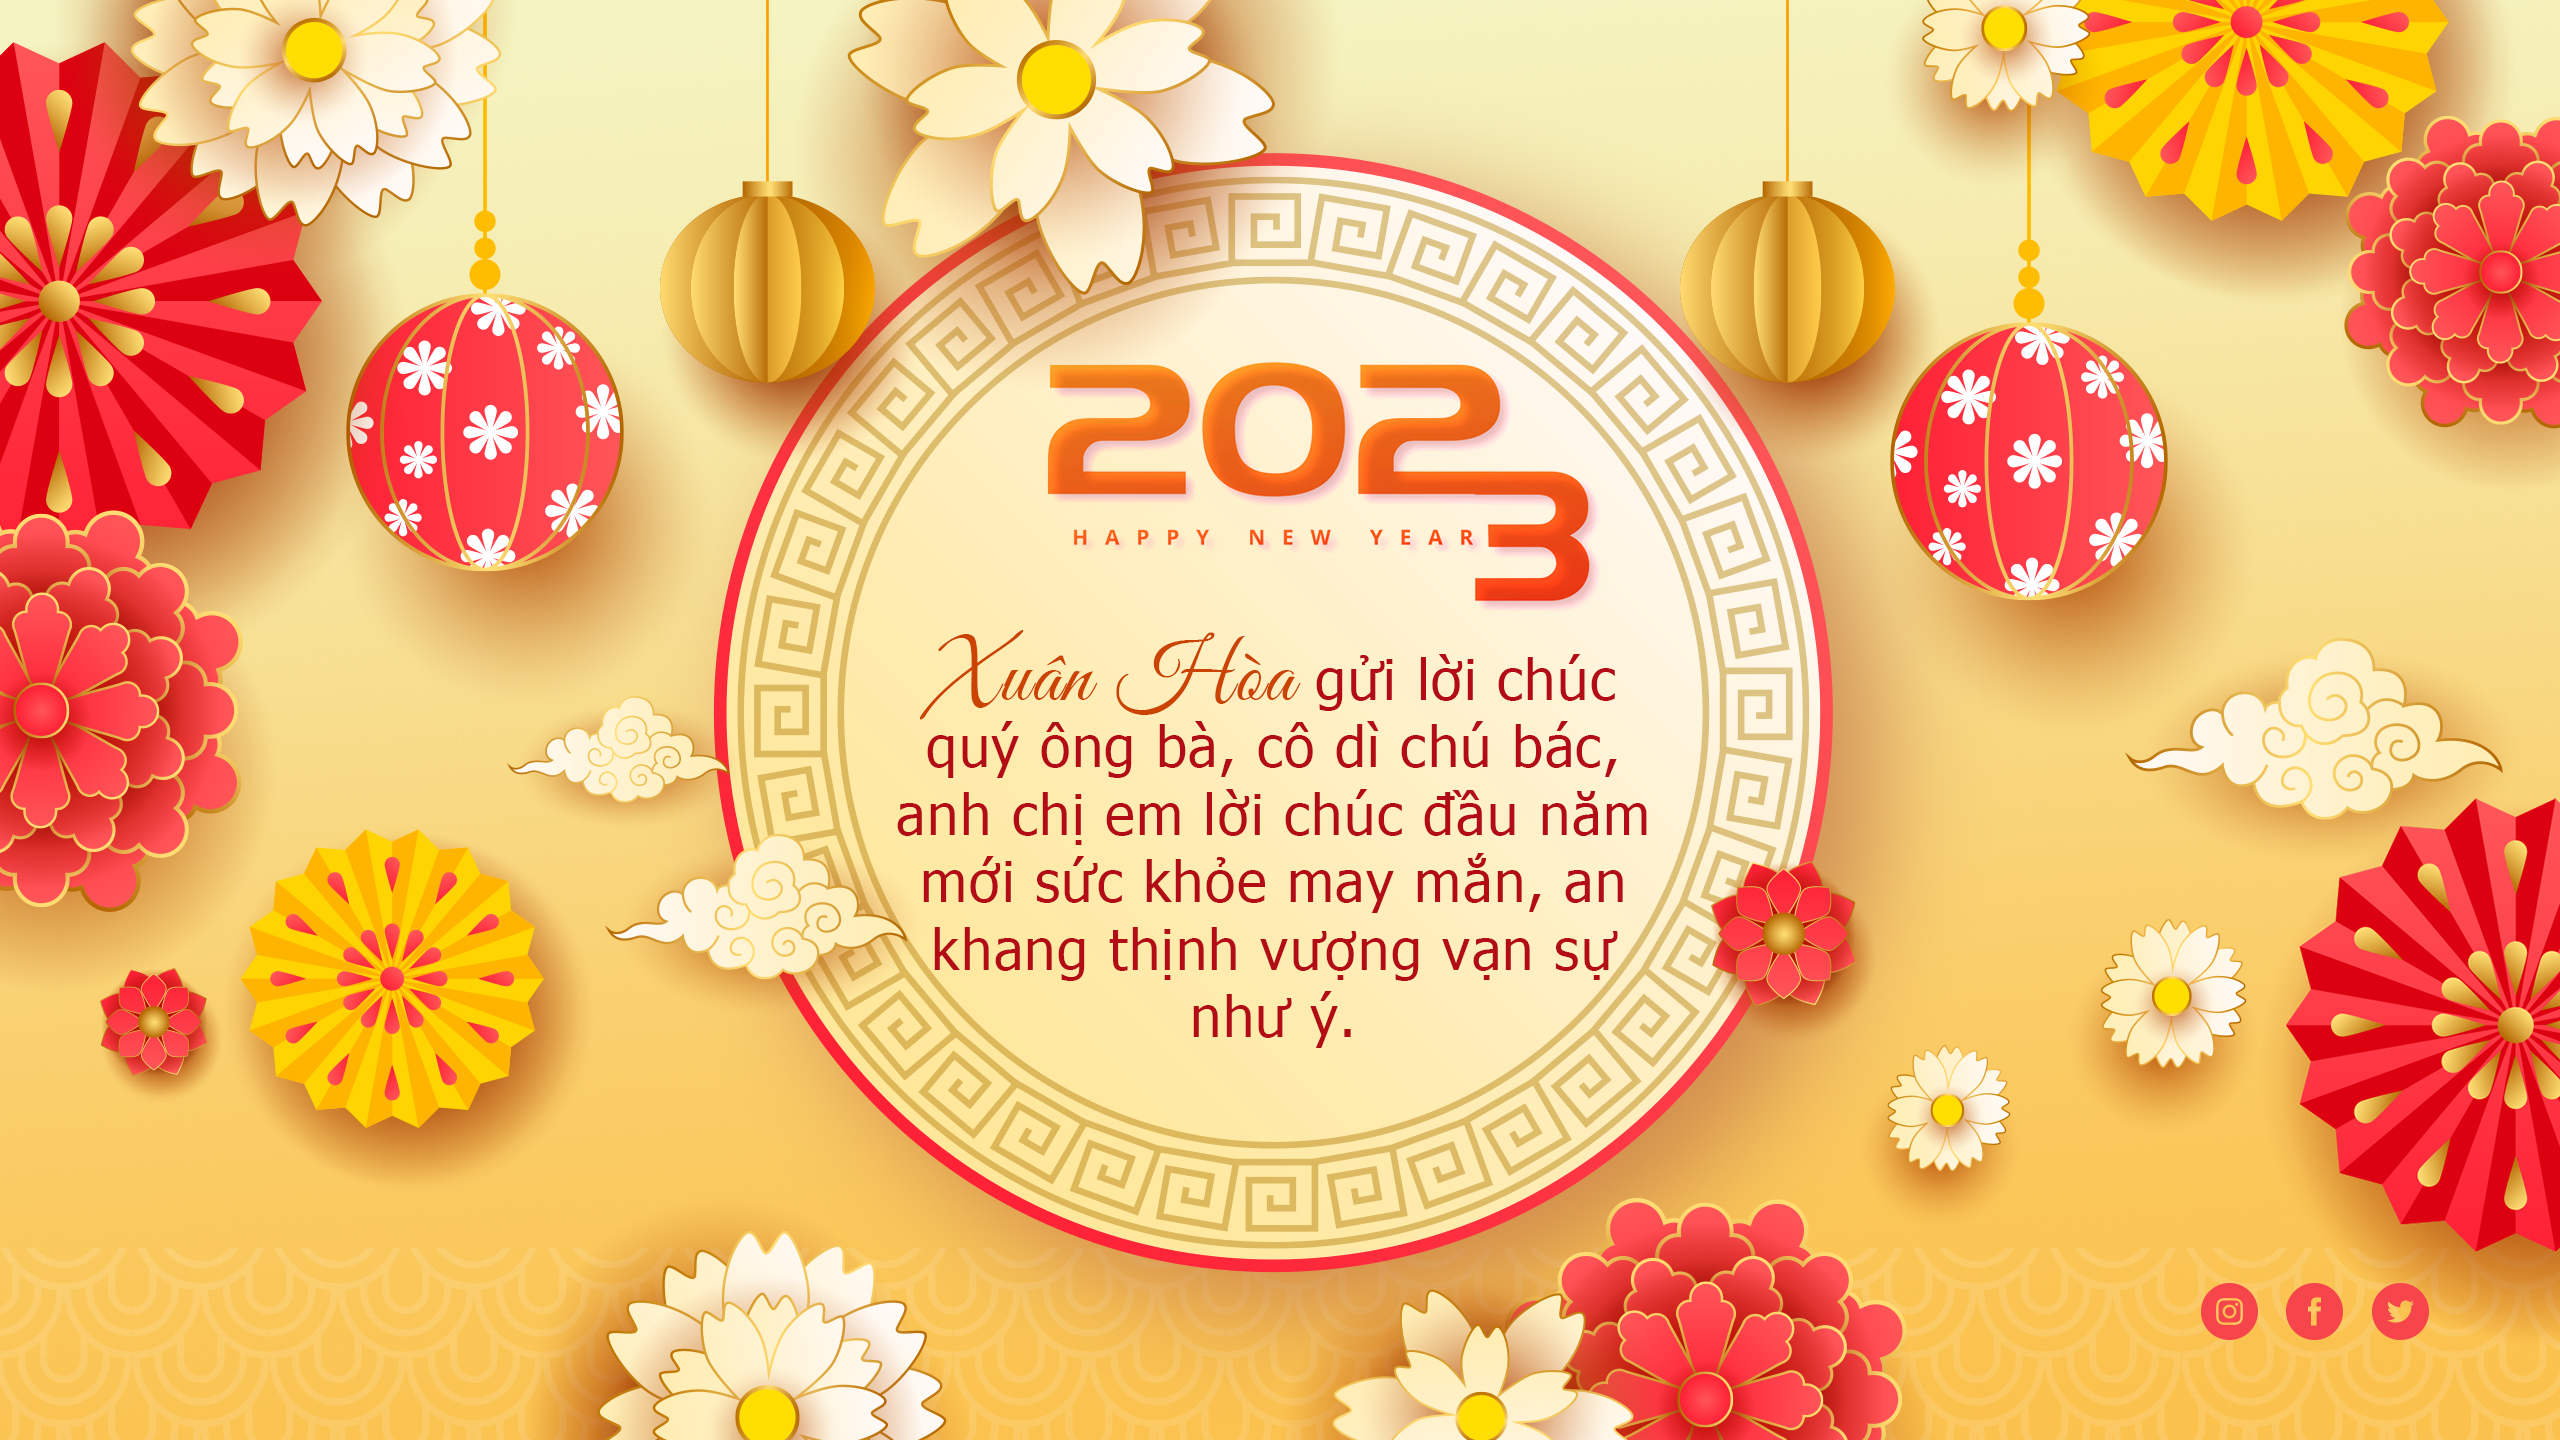 2023
HAPPY NEW YEAR
Xuân Hòa gửi lời chúc
quý ông bà, cô dì chú bác,
anh chị em lời chúc đầu năm
mới sức khỏe may mắn, an
khang thịnh vượng vạn sự
như ý.